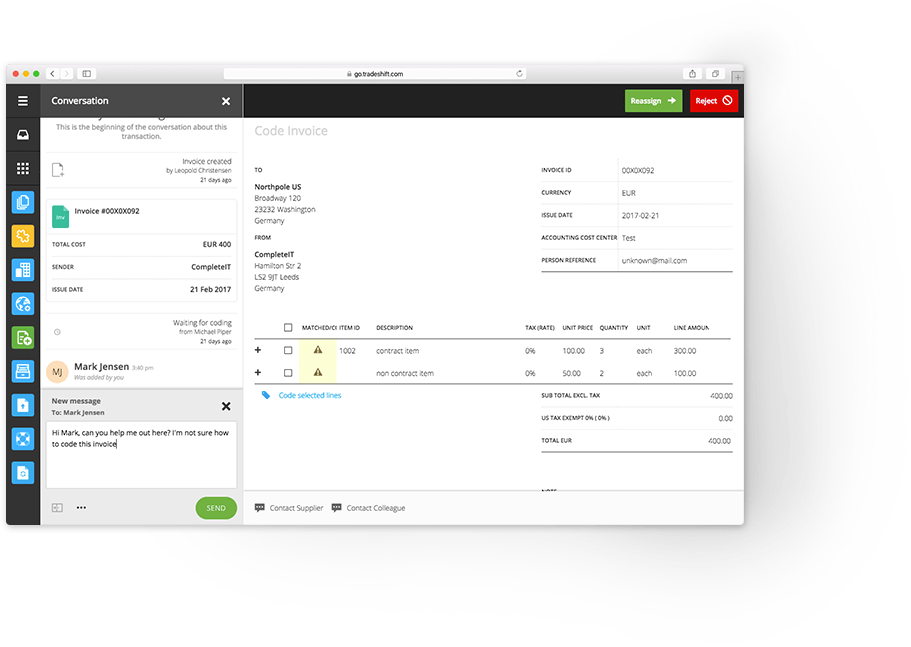 go.tradeshift.com
Conversation
Reassign
Reject
This is the beginning of the conversation about this
transaction.
Invoice created
by Leopold Christensen
21 days ago
Inv
Invoice #00X0X092
TOTAL COST EUR 400
SENDER CompleteIT
ISSUE DATE 21 Feb 2017
Waiting for coding
from Michael Piper
21 days ago
MJ
Mark Jensen 3:40 pm
Was added by you
New message
To: Mark Jensen
Hi Mark, can you help me out here? I'm not sure how
to code this invoice
SEND
Code Invoice
TO
Northpole US
Broadway 120
23232 Washington
Germany
FROM
CompleteIT
Hamilton Str 2
LS2 9JT Leeds
Germany
INVOICE ID 00X0X092
CURRENCY EUR
ISSUE DATE 2017-02-21
ACCOUNTING COST CENTER Test
PERSON REFERENCE unknown@mail.com
MATCHED/CI ITEM ID DESCRIPTION TAX (RATE) UNIT PRICE QUANTITY UNIT LINE AMOUN
+ 1002 contract item 0% 100.00 3 each 300.00
+ non contract item 0% 50.00 2 each 100.00
Code selected lines
SUB TOTAL EXCL. TAX 400.00
US TAX EXEMPT 0% ( 0% ) 0.00
TOTAL EUR 400.00
Contact Supplier Contact Colleague